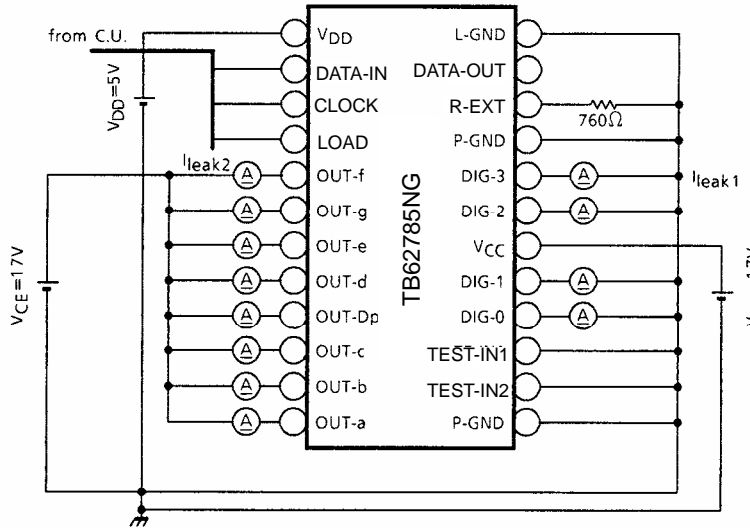 from C.U.
VDD=5V
VDD
DATA-IN
CLOCK
LOAD
Ileak2
A OUT-f
A OUT-g
A OUT-e
A OUT-d
A OUT-Dp
A OUT-c
A OUT-b
A OUT-a
VCE=17V
TB62785NG
L-GND
DATA-OUT
R-EXT
760Ω
P-GND
DIG-3 A
Ileak1
DIG-2 A
VCC
DIG-1 A
DIG-0 A
TEST-IN1
TEST-IN2
P-GND